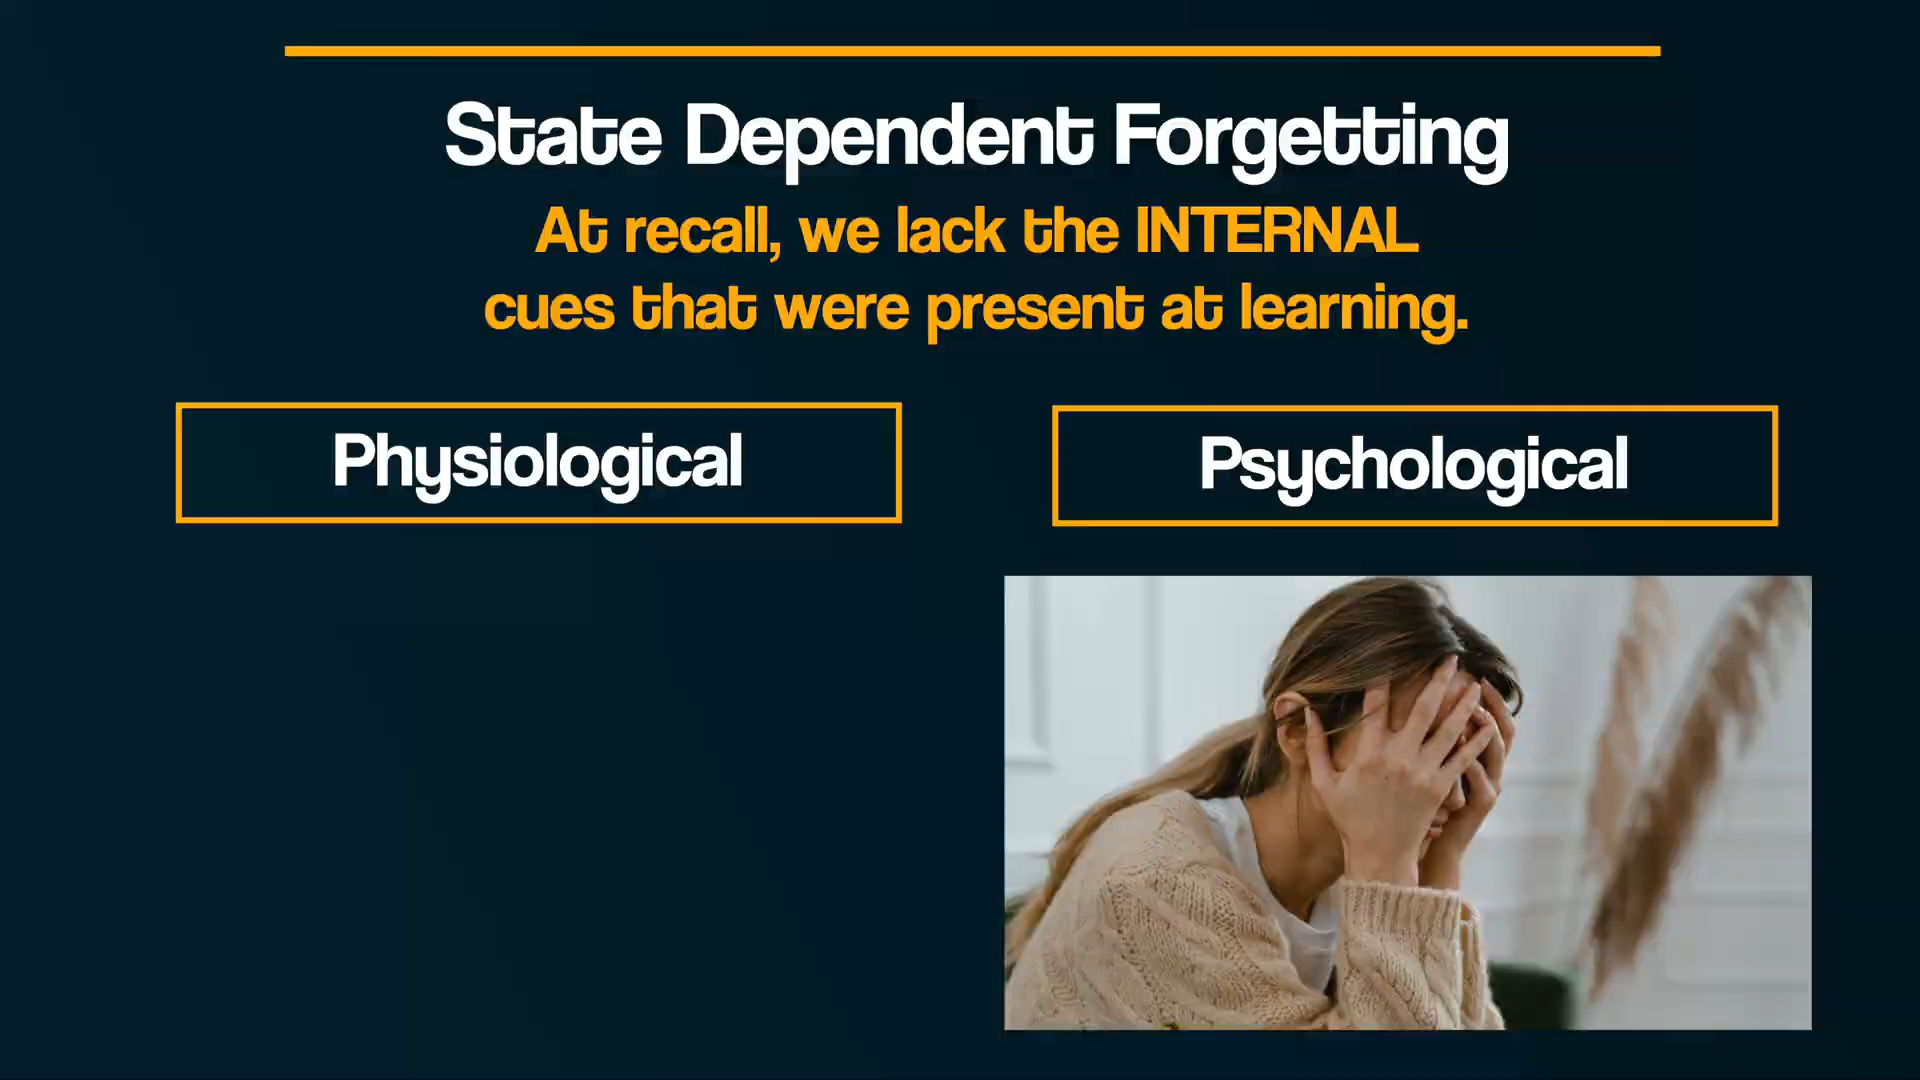 State Dependent Forgetting
At recall, we lack the INTERNAL
cues that were present at learning.
Physiological
Psychological